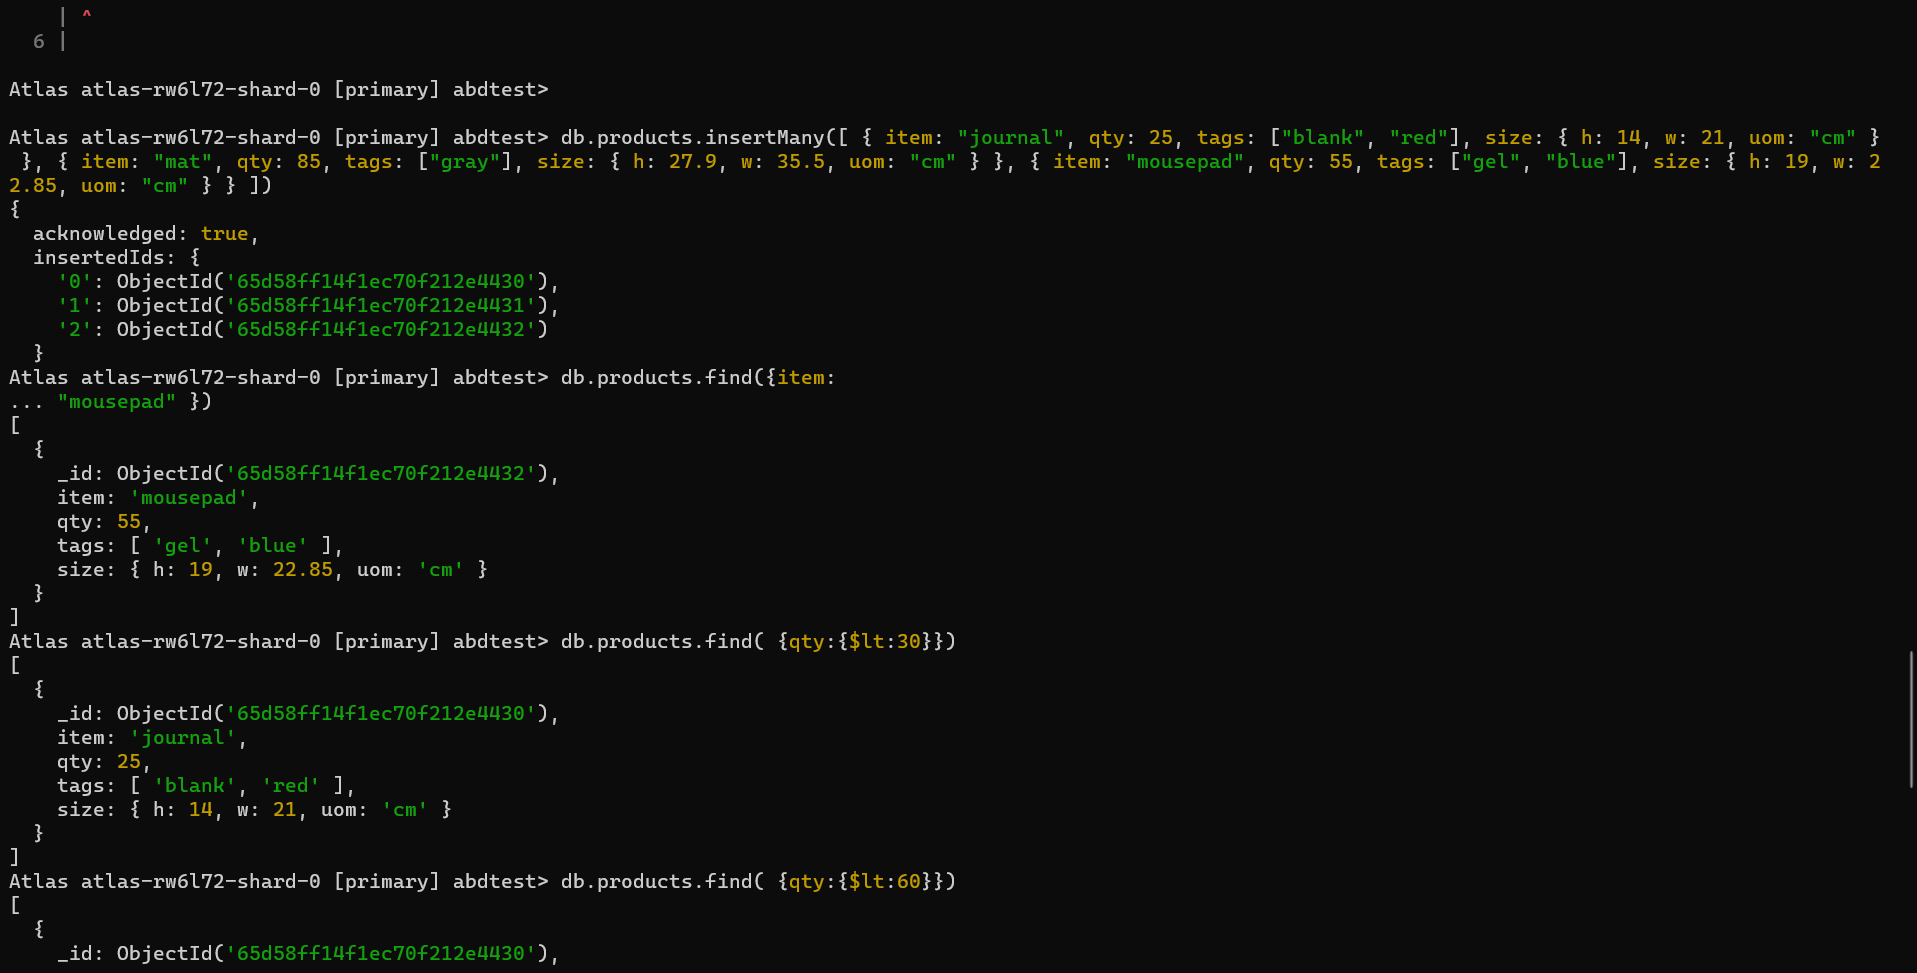 | ^
  6 |

Atlas atlas-rw6l72-shard-0 [primary] abdtest>

Atlas atlas-rw6l72-shard-0 [primary] abdtest> db.products.insertMany([ { item: "journal", qty: 25, tags: ["blank", "red"], size: { h: 14, w: 21, uom: "cm" }
 }, { item: "mat", qty: 85, tags: ["gray"], size: { h: 27.9, w: 35.5, uom: "cm" } }, { item: "mousepad", qty: 55, tags: ["gel", "blue"], size: { h: 19, w: 2
2.85, uom: "cm" } } ])
{
  acknowledged: true,
  insertedIds: {
    '0': ObjectId('65d58ff14f1ec70f212e4430'),
    '1': ObjectId('65d58ff14f1ec70f212e4431'),
    '2': ObjectId('65d58ff14f1ec70f212e4432')
  }
Atlas atlas-rw6l72-shard-0 [primary] abdtest> db.products.find({item:
... "mousepad" })
[
  {
    _id: ObjectId('65d58ff14f1ec70f212e4432'),
    item: 'mousepad',
    qty: 55,
    tags: [ 'gel', 'blue' ],
    size: { h: 19, w: 22.85, uom: 'cm' }
  }
]
Atlas atlas-rw6l72-shard-0 [primary] abdtest> db.products.find( {qty:{$lt:30}})
[
  {
    _id: ObjectId('65d58ff14f1ec70f212e4430'),
    item: 'journal',
    qty: 25,
    tags: [ 'blank', 'red' ],
    size: { h: 14, w: 21, uom: 'cm' }
  }
]
Atlas atlas-rw6l72-shard-0 [primary] abdtest> db.products.find( {qty:{$lt:60}})
[
  {
    _id: ObjectId('65d58ff14f1ec70f212e4430'),